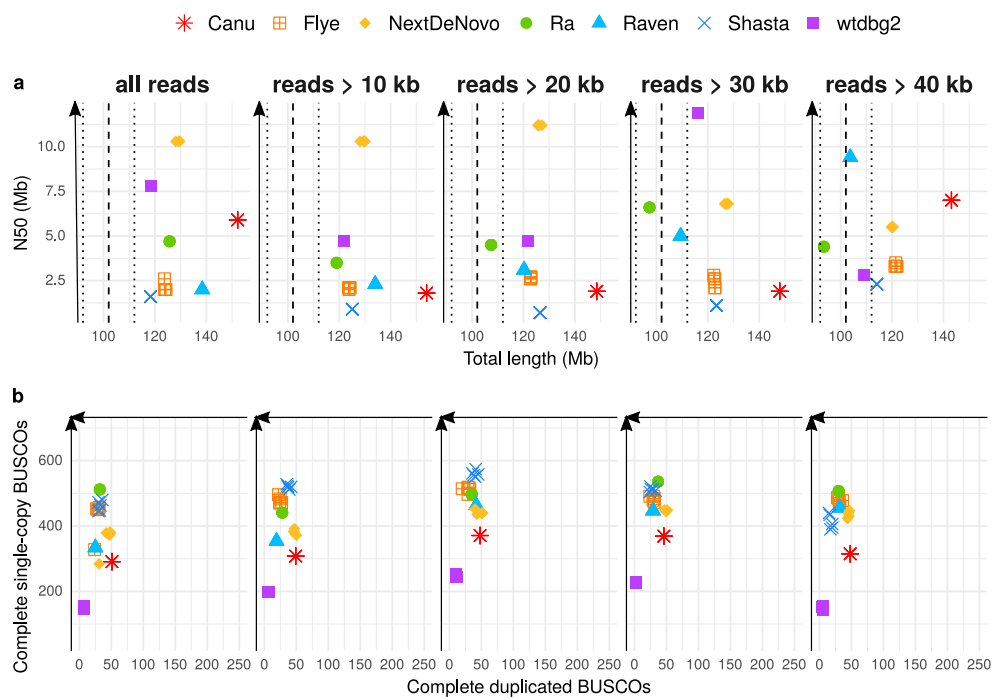 Canu Flye NextDeNovo Ra Raven Shasta wtdbg2
a all reads reads > 10 kb reads > 20 kb reads > 30 kb reads > 40 kb
N50 (Mb)
10.0
7.5
5.0
2.5
100 120 140 100 120 140 100 120 140 100 120 140 100 120 140
Total length (Mb)
b
Complete single-copy BUSCOs
600
400
200
0 50 100 150 200 250 0 50 100 150 200 250 0 50 100 150 200 250 0 50 100 150 200 250 0 50 100 150 200 250
Complete duplicated BUSCOs